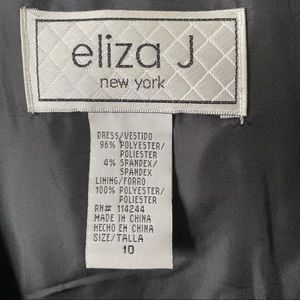 eliza J
new york
DRESS/VESTIDO
96% POLYESTER/
POLIESTER
4% SPANDEX/
SPANDEX
LINING/FORRO
100% POLYESTER/
POLIESTER
RN# 114244
MADE IN CHINA
HECHO EN CHINA
SIZE/TALLA
10